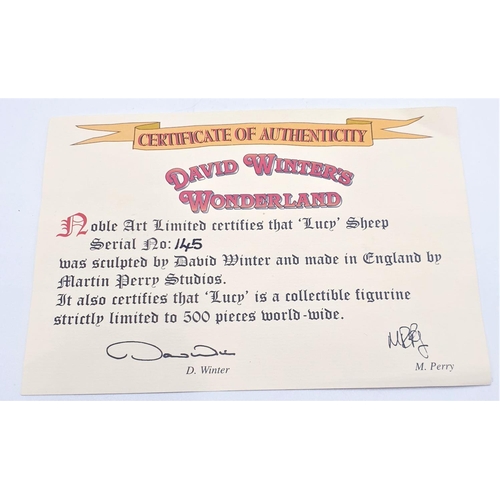 CERTIFICATE OF AUTHENTICITY
DAVID WINTER'S
WONDERLAND
Noble Art Limited certifies that 'Lucy' Sheep
Serial No: 145
was sculpted by David Winter and made in England by
Martin Perry Studios.
It also certifies that 'Lucy' is a collectible figurine
strictly limited to 500 pieces world-wide.
D. Winter
M. Perry